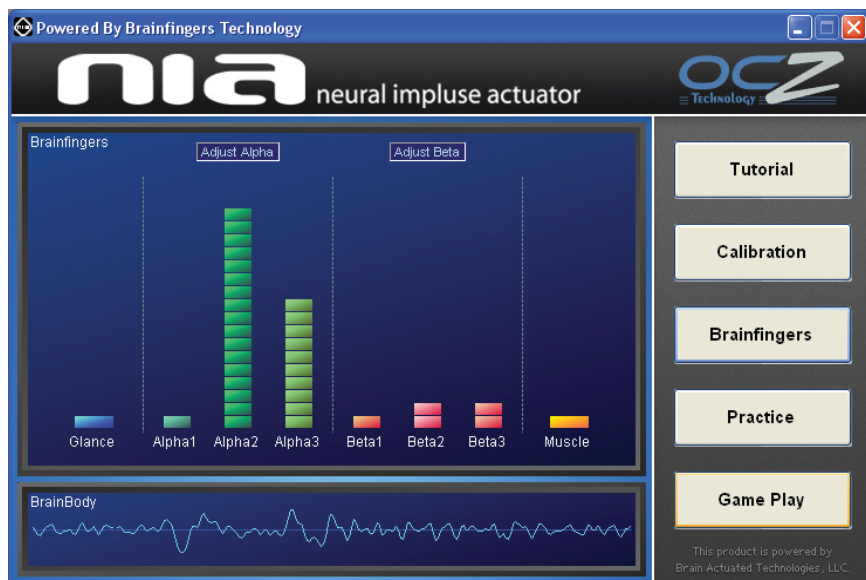 Powered By Brainfingers Technology
nia neural impluse actuator
OCZ
Technology
Brainfingers
Adjust Alpha Adjust Beta
Glance Alpha1 Alpha2 Alpha3 Beta1 Beta2 Beta3 Muscle
BrainBody
Tutorial
Calibration
Brainfingers
Practice
Game Play
This product is powered by
Brain Actuated Technologies, LLC.